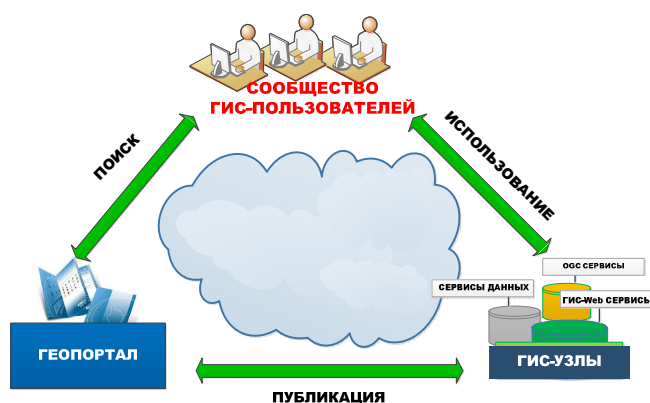 СООБЩЕСТВО
ГИС-ПОЛЬЗОВАТЕЛЕЙ
ПОИСК
ИСПОЛЬЗОВАНИЕ
OGC СЕРВИСЫ
СЕРВИСЫ ДАННЫХ
ГИС-Web СЕРВИСЫ
ГЕОПОРТАЛ
ГИС-УЗЛЫ
ПУБЛИКАЦИЯ